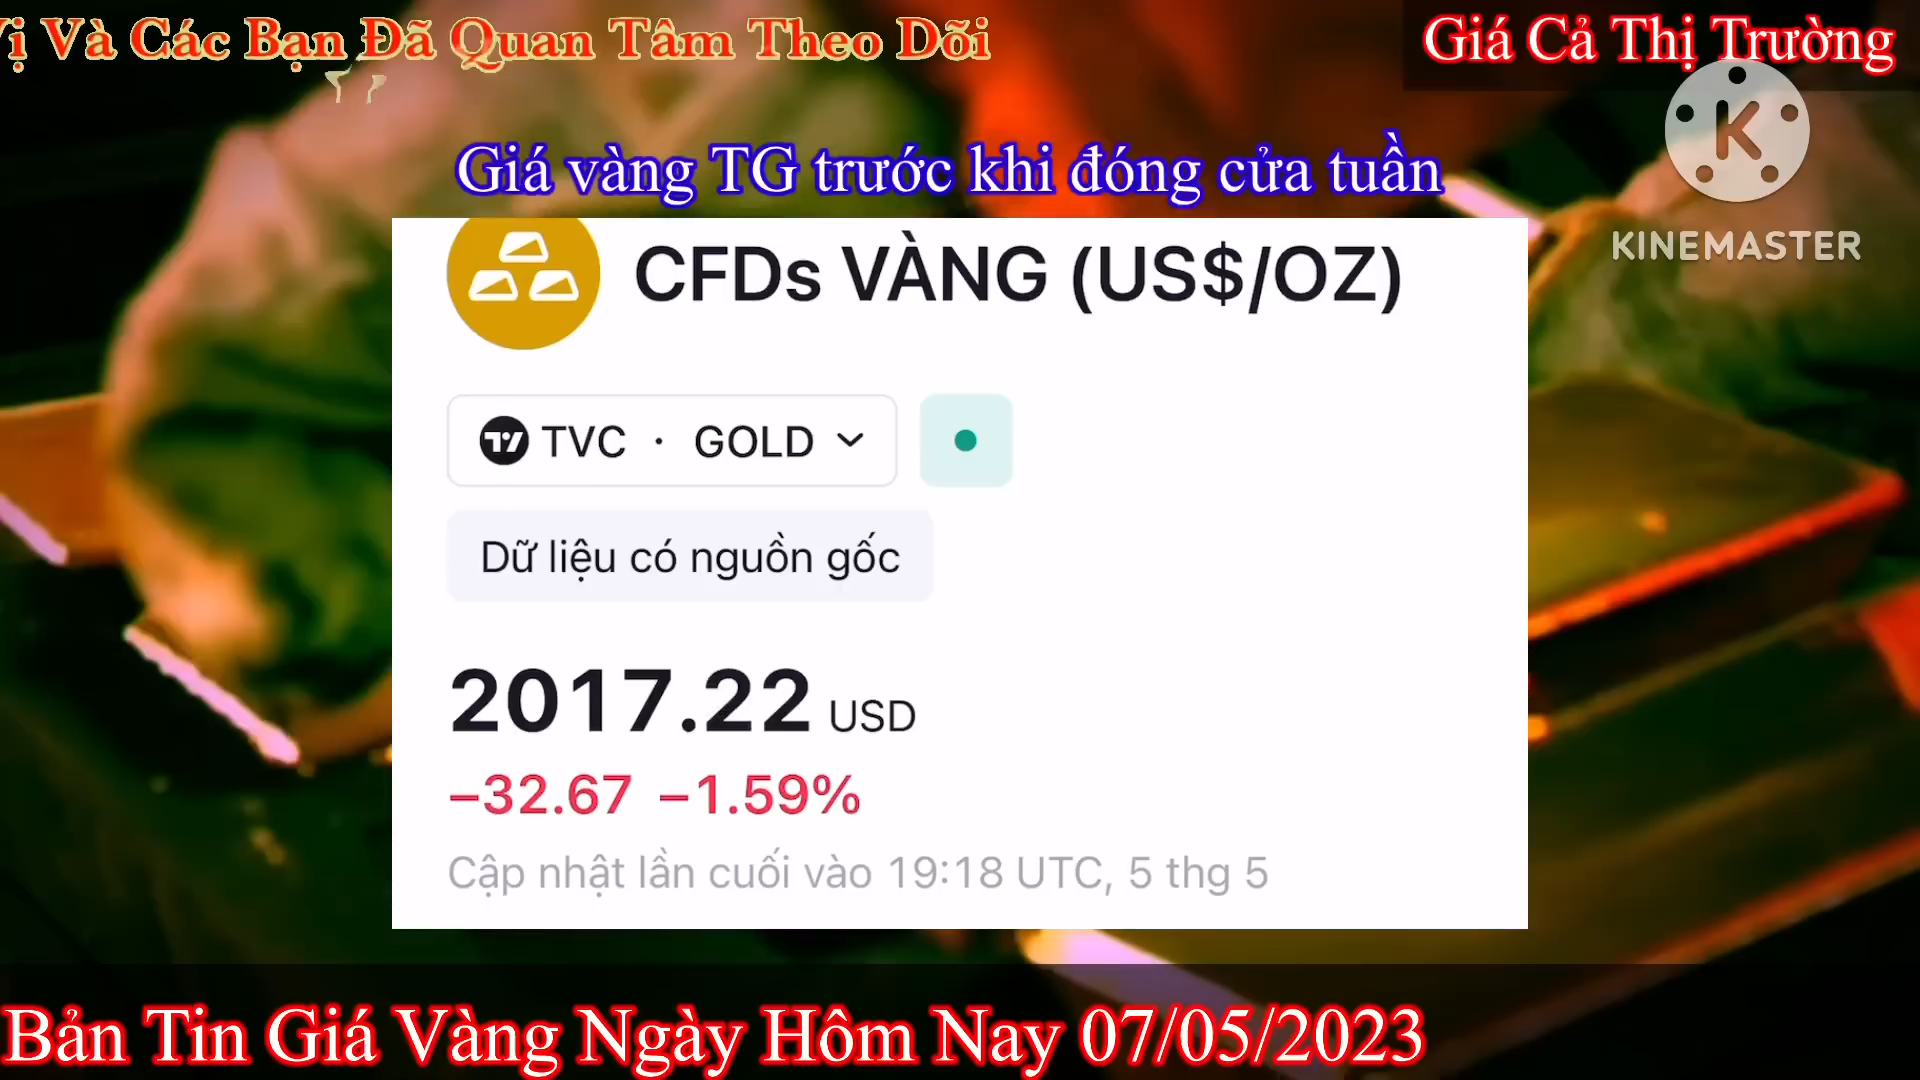 Và Các Bạn Đã Quan Tâm Theo Dõi
Giá Cả Thị Trường
K
KINEMASTER
Giá vàng TG trước khi đóng cửa tuần
CFDs VÀNG (US$/OZ)
TVC · GOLD
Dữ liệu có nguồn gốc
2017.22 USD
−32.67 −1.59%
Cập nhật lần cuối vào 19:18 UTC, 5 thg 5
Bản Tin Giá Vàng Ngày Hôm Nay 07/05/2023